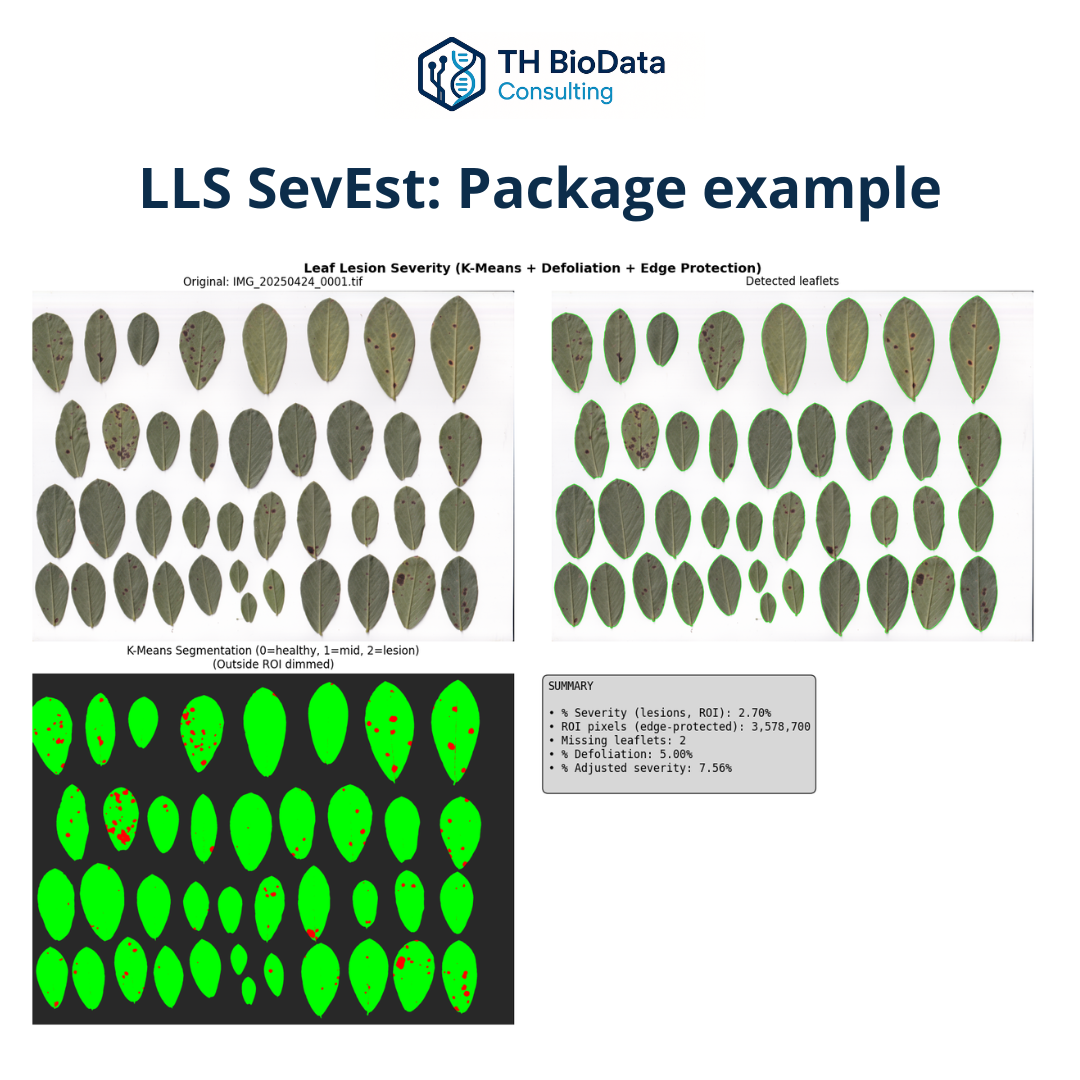 TH BioData
Consulting
LLS SevEst: Package example
Leaf Lesion Severity (K-Means + Defoliation + Edge Protection)
Original: IMG_20250424_0001.tif
Detected leaflets
K-Means Segmentation (0=healthy, 1=mid, 2=lesion)
(Outside ROI dimmed)
SUMMARY
• % Severity (lesions, ROI): 2.70%
• ROI pixels (edge-protected): 3,578,700
• Missing leaflets: 2
• % Defoliation: 5.00%
• % Adjusted severity: 7.56%